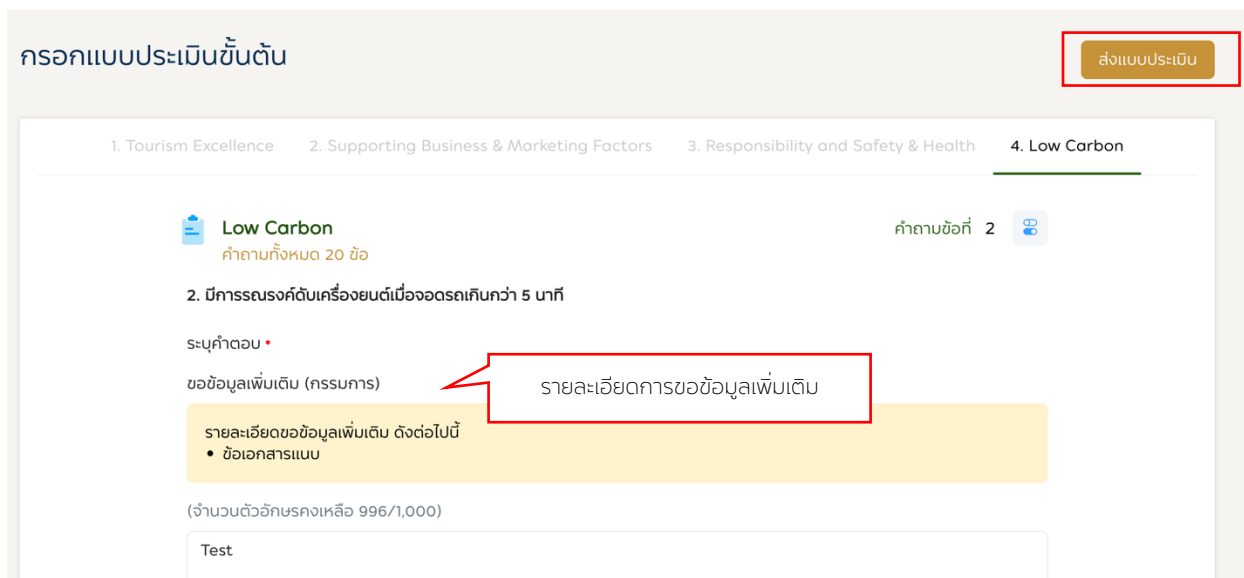 กรอกแบบประเมินขั้นต้น
ส่งแบบประเมิน
1. Tourism Excellence 2. Supporting Business & Marketing Factors 3. Responsibility and Safety & Health 4. Low Carbon
Low Carbon
คำถามข้อที่ 2
คำถามทั้งหมด 20 ข้อ
2. มีการรณรงค์ดับเครื่องยนต์เมื่อจอดรถเกินกว่า 5 นาที
ระบุคำตอบ •
ขอข้อมูลเพิ่มเติม (กรรมการ)
รายละเอียดการขอข้อมูลเพิ่มเติม
รายละเอียดขอข้อมูลเพิ่มเติม ดังต่อไปนี้
• ข้อเอกสารแนบ
(จำนวนตัวอักษรคงเหลือ 996/1,000)
Test